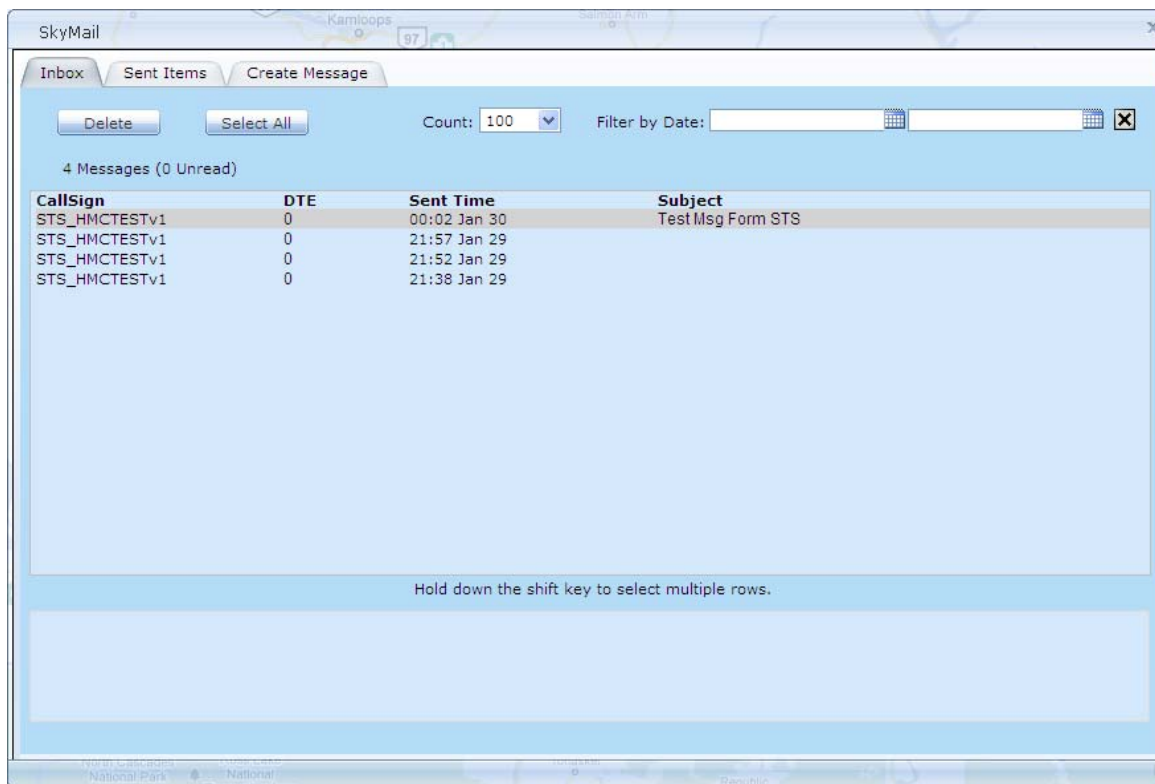 Kamloops
Salmon Arm
97
SkyMail
Inbox Sent Items Create Message
Delete Select All Count: 100 Filter by Date:
4 Messages (0 Unread)
CallSign DTE Sent Time Subject
STS_HMCTESTv1 0 00:02 Jan 30 Test Msg Form STS
STS_HMCTESTv1 0 21:57 Jan 29
STS_HMCTESTv1 0 21:52 Jan 29
STS_HMCTESTv1 0 21:38 Jan 29
Hold down the shift key to select multiple rows.
North Cascades
National Park National
Republic